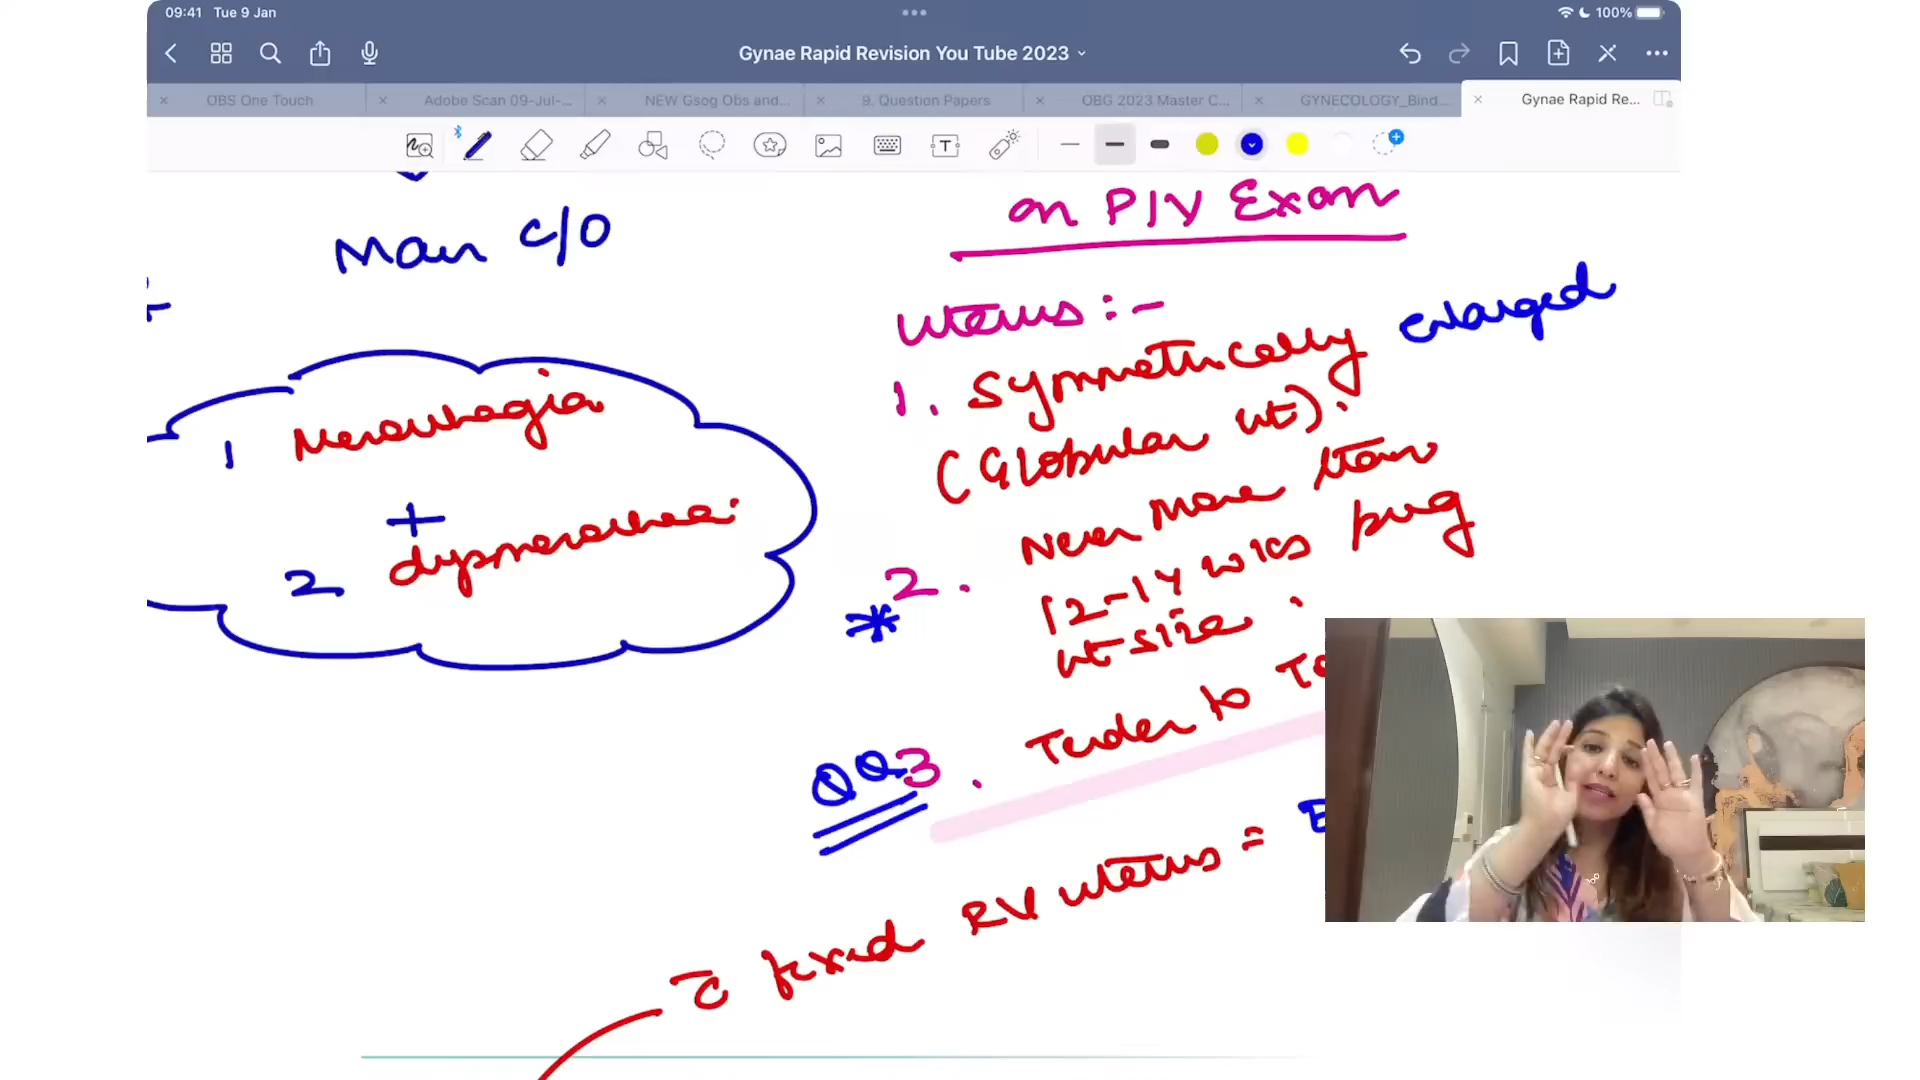 09:41 Tue 9 Jan
100%
Gynae Rapid Revision You Tube 2023
OBS One Touch
Adobe Scan 09-Jul-...
NEW Gsog Obs and...
9. Question Papers
OBG 2023 Master C...
GYNECOLOGY_Bind...
Gynae Rapid Re...
Main C/O
1 Menorrhagia
+
2 dysmenorrhea.
on P/V Exam
Uterus :-
1. Symmetrically enlarged
(Globular ut).
2. Never More than
* 12-14 wks preg
ut size.
QQ 3. Tender to To
c̄ fixed RV uterus = E